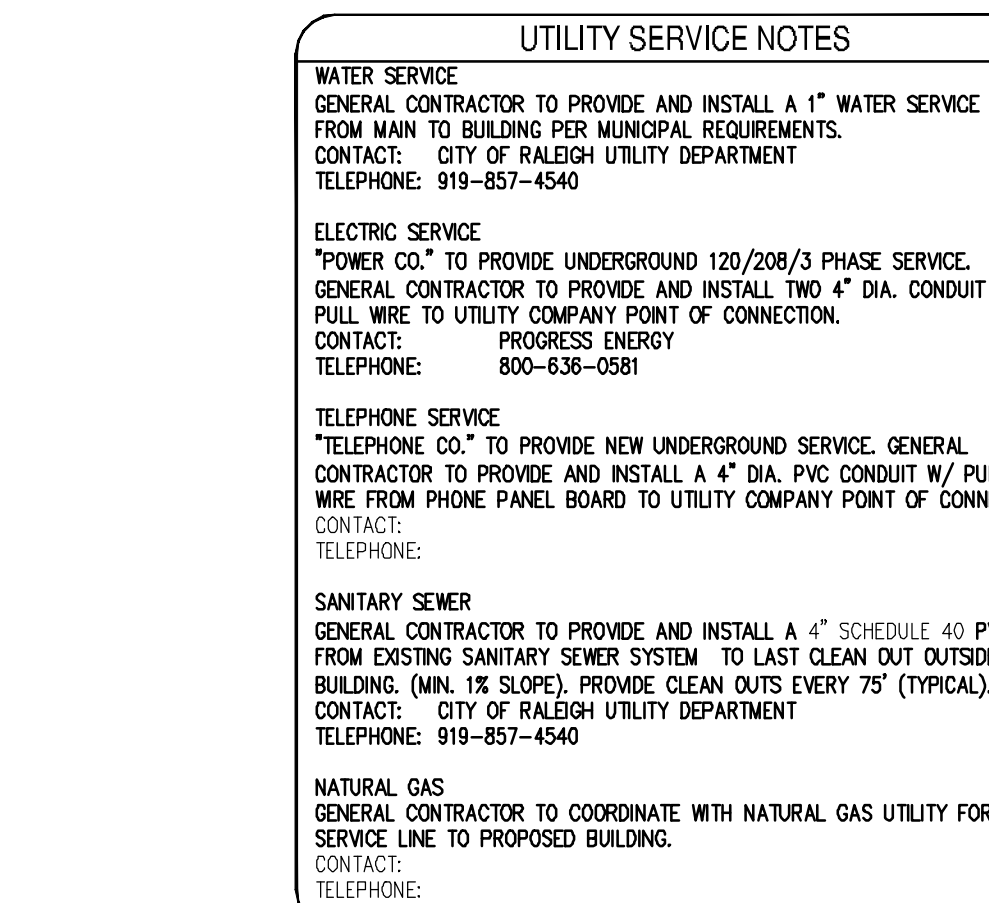 UTILITY SERVICE NOTES
WATER SERVICE
GENERAL CONTRACTOR TO PROVIDE AND INSTALL A 1" WATER SERVICE
FROM MAIN TO BUILDING PER MUNICIPAL REQUIREMENTS.
CONTACT: CITY OF RALEIGH UTILITY DEPARTMENT
TELEPHONE: 919-857-4540
ELECTRIC SERVICE
"POWER CO." TO PROVIDE UNDERGROUND 120/208/3 PHASE SERVICE.
GENERAL CONTRACTOR TO PROVIDE AND INSTALL TWO 4" DIA. CONDUIT
PULL WIRE TO UTILITY COMPANY POINT OF CONNECTION.
CONTACT: PROGRESS ENERGY
TELEPHONE: 800-636-0581
TELEPHONE SERVICE
"TELEPHONE CO." TO PROVIDE NEW UNDERGROUND SERVICE. GENERAL
CONTRACTOR TO PROVIDE AND INSTALL A 4" DIA. PVC CONDUIT W/
WIRE FROM PHONE PANEL BOARD TO UTILITY COMPANY POINT OF
CONTACT:
TELEPHONE:
SANITARY SEWER
GENERAL CONTRACTOR TO PROVIDE AND INSTALL A 4" SCHEDULE 40
FROM EXISTING SANITARY SEWER SYSTEM TO LAST CLEAN OUT OUTSIDE
BUILDING. (MIN. 1% SLOPE). PROVIDE CLEAN OUTS EVERY 75' (TYPICAL).
CONTACT: CITY OF RALEIGH UTILITY DEPARTMENT
TELEPHONE: 919-857-4540
NATURAL GAS
GENERAL CONTRACTOR TO COORDINATE WITH NATURAL GAS UTILITY FOR
SERVICE LINE TO PROPOSED BUILDING.
CONTACT:
TELEPHONE: